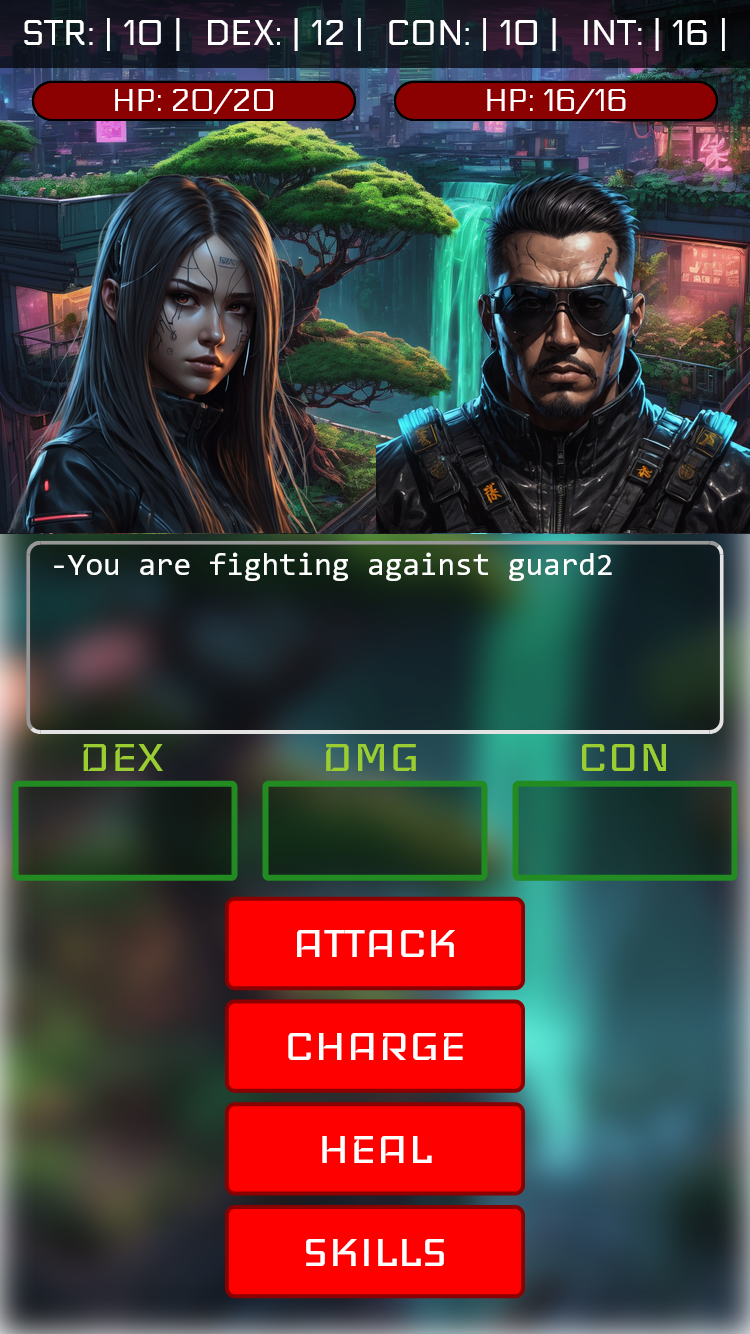 STR: | 10 | DEX: | 12 | CON: | 10 | INT: | 16 |
HP: 20/20 HP: 16/16
-You are fighting against guard2
DEX DMG CON
ATTACK
CHARGE
HEAL
SKILLS